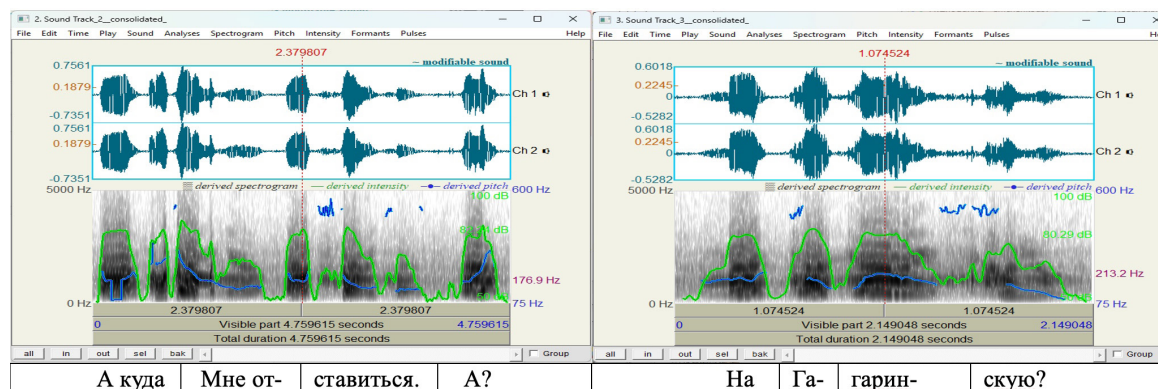 2. Sound Track_2__consolidated_
File Edit Time Play Sound Analyses Spectrogram Pitch Intensity Formants Pulses Help
2.379807
0.7561
~ modifiable sound
0.1879
-0.7351
Ch 1
0.7561
0.1879
-0.7351
Ch 2
5000 Hz
derived spectrogram
derived intensity
derived pitch
600 Hz
100 dB
176.9 Hz
0 Hz
75 Hz
2.379807 2.379807
0 Visible part 4.759615 seconds 4.759615
Total duration 4.759615 seconds
all in out sel bak Group
3. Sound Track_3__consolidated_
File Edit Time Play Sound Analyses Spectrogram Pitch Intensity Formants Pulses
1.074524
0.6018
~ modifiable sound
0.2245
0
-0.5282
Ch 1
0.6018
0.2245
0
-0.5282
Ch 2
5000 Hz
derived spectrogram
derived intensity
derived pitch
600 Hz
100 dB
80.29 dB
213.2 Hz
0 Hz
75 Hz
1.074524 1.074524
0 Visible part 2.149048 seconds 2.149048
Total duration 2.149048 seconds
all in out sel bak Group
А куда Мне от- ставиться. А? На Га- гарин- скую?